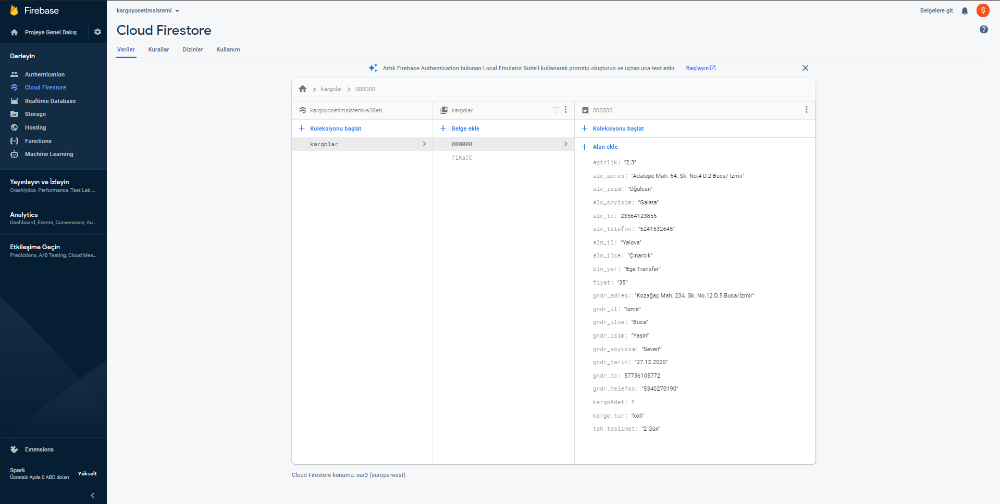 Firebase
Projeye Genel Bakış
Derleyin
Authentication
Cloud Firestore
Realtime Database
Storage
Hosting
Functions
Machine Learning
Yayınlayın ve İzleyin
Crashlytics, Performance, Test Lab ...
Analytics
Dashboard, Events, Conversions, Au...
Etkileşime Geçin
Predictions, A/B Testing, Cloud Mes...
Extensions
Spark
Ücretsiz Ayda 0 ABD doları
Yükselt
kargoyonetimsistemi
Belgelere git
Ş
Cloud Firestore
Veriler Kurallar Dizinler Kullanım
Artık Firebase Authentication bulunan Local Emulator Suite'i kullanarak prototip oluşturun ve uçtan uca test edin Başlayın
kargolar > 000000
kargoyonetimsistemi-a38eb
Koleksiyonu başlat
kargolar
kargolar
Belge ekle
000000
7lKaCC
000000
Koleksiyonu başlat
Alan ekle
agirlik: "2.3"
alc_adres: "Adatepe Mah. 64. Sk. No.4 D.2 Buca/ İzmir"
alc_isim: "Oğulcan"
alc_soyisim: "Galata"
alc_tc: 23564123855
alc_telefon: "5241532645"
aln_il: "Yalova"
aln_ilce: "Çınarcık"
bln_yer: "Ege Transfer"
fiyat: "35"
gndr_adres: "Kozağaç Mah. 234. Sk. No.12 D.5 Buca/İzmir"
gndr_il: "İzmir"
gndr_ilce: "Buca"
gndr_isim: "Yasin"
gndr_soyisim: "Seven"
gndr_tarih: "27.12.2020"
gndr_tc: 57736105772
gndr_telefon: "5340270190"
kargoAdet: 1
kargo_tur: "koli"
tah_teslimat: "2 Gün"
Cloud Firestore konumu: eur3 (europe-west)